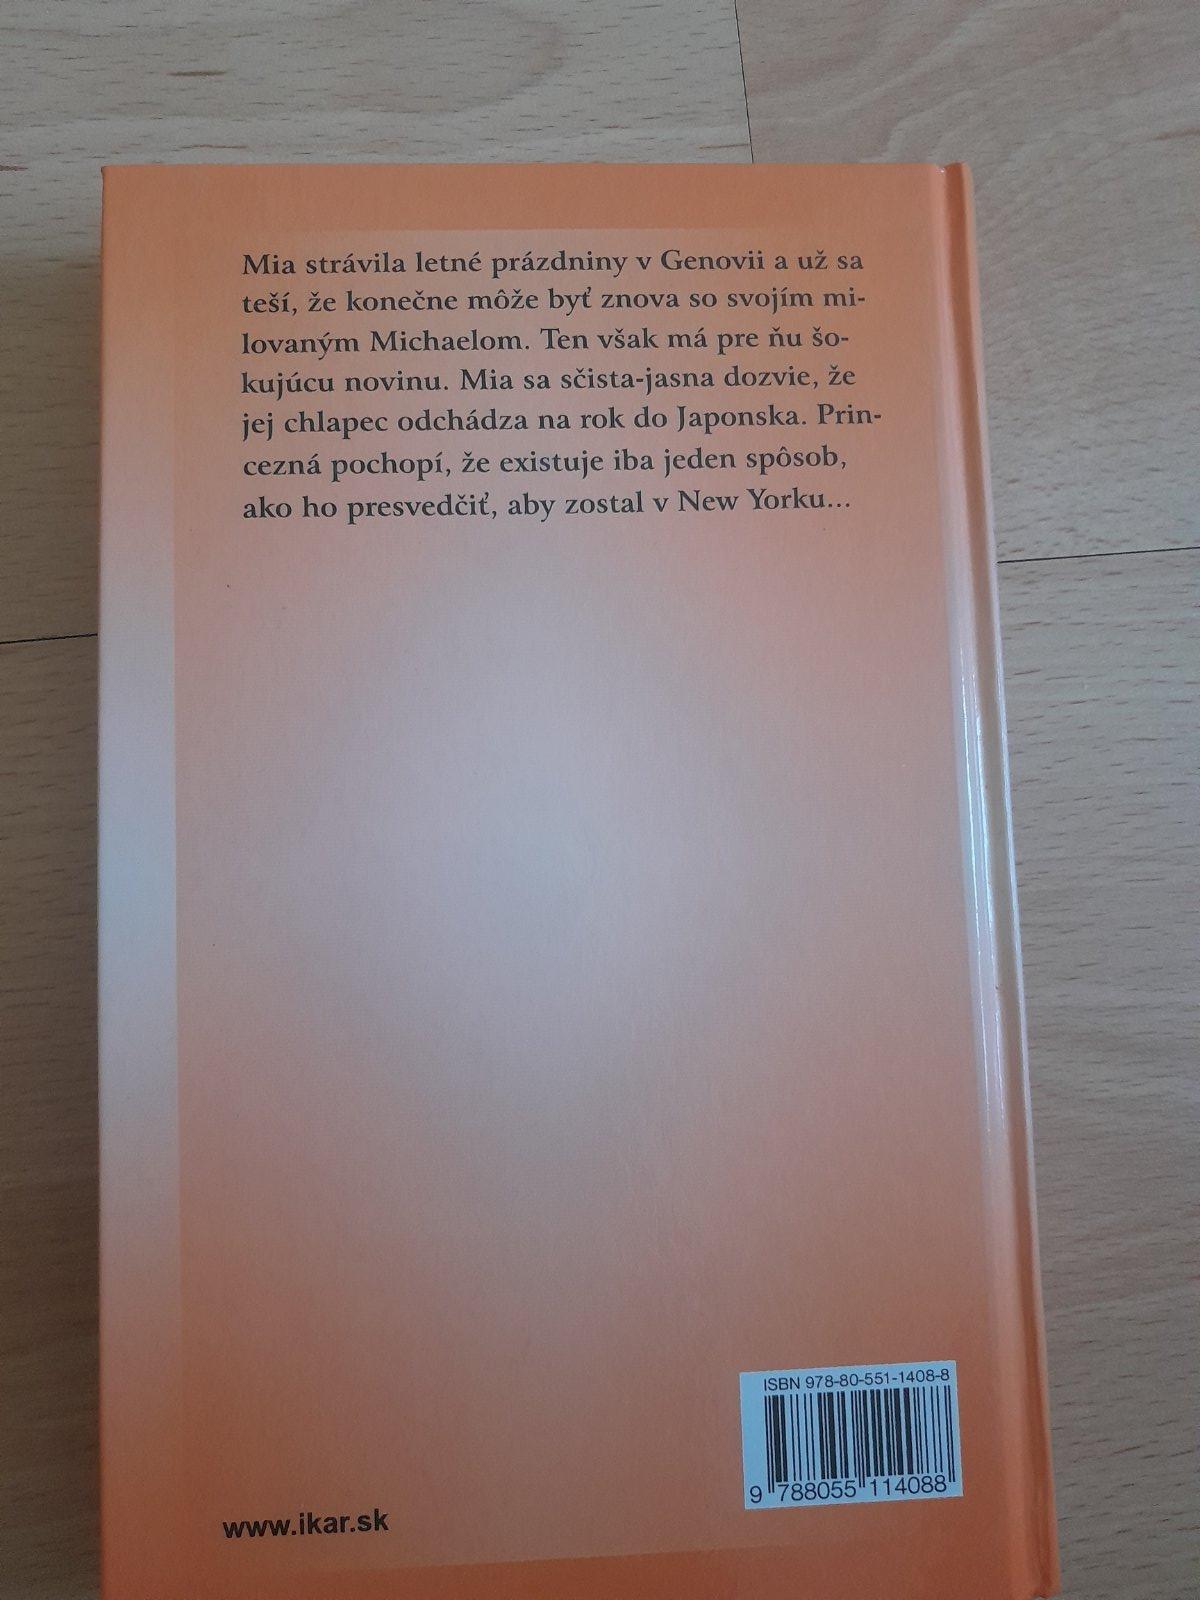 Mia strávila letné prázdniny v Genovii a už sa
teší, že konečne môže byť znova so svojím mi-
lovaným Michaelom. Ten však má pre ňu šo-
kujúcu novinu. Mia sa sčista-jasna dozvie, že
jej chlapec odchádza na rok do Japonska. Prin-
cezná pochopí, že existuje iba jeden spôsob,
ako ho presvedčiť, aby zostal v New Yorku...
ISBN 978-80-551-1408-8
9 788055 114088
www.ikar.sk